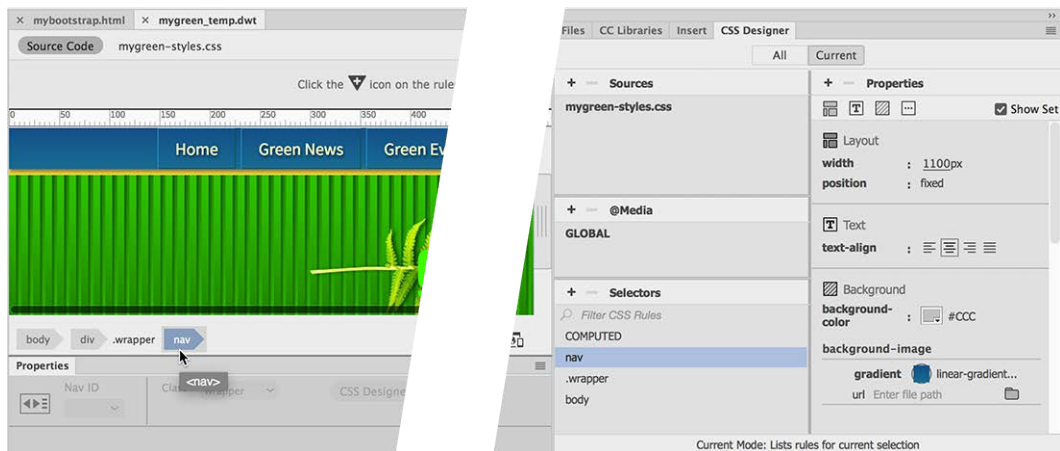 mybootstrap.html
mygreen_temp.dwt
Source Code
mygreen-styles.css
Click the icon on the rule
0 50 100 150 200 250 300 350 400
Home
Green News
Green Ev
body
div
.wrapper
nav
<nav>
Properties
Nav ID
Clas
wrapper
CSS Designe
Files
CC Libraries
Insert
CSS Designer
All
Current
Sources
mygreen-styles.css
@Media
GLOBAL
Selectors
Filter CSS Rules
COMPUTED
nav
.wrapper
body
Properties
Show Set
Layout
width : 1100px
position : fixed
Text
text-align :
Background
background-
color : #CCC
background-image
gradient linear-gradient...
url Enter file path
Current Mode: Lists rules for current selection